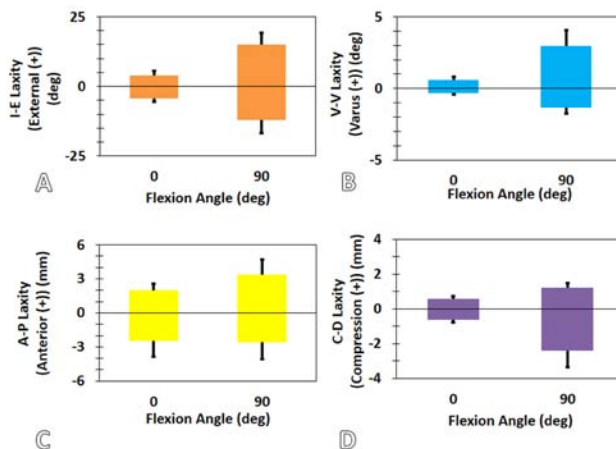 I-E Laxity
(External (+))
(deg)
25
0
-25
0 90
Flexion Angle (deg)
A
V-V Laxity
(Varus (+)) (deg)
5
0
-5
0 90
Flexion Angle (deg)
B
A-P Laxity
(Anterior (+)) (mm)
6
3
0
-3
-6
0 90
Flexion Angle (deg)
C
C-D Laxity
(Compression (+)) (mm)
4
2
0
-2
-4
0 90
Flexion Angle (deg)
D